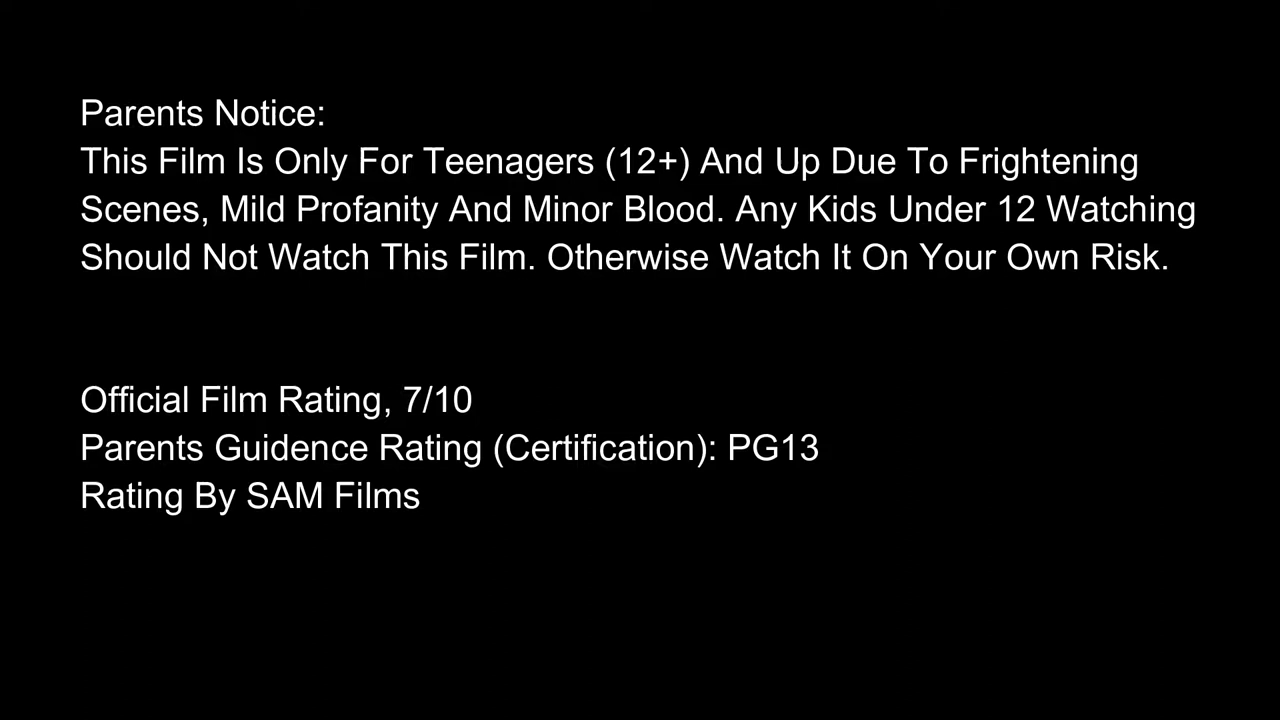 Parents Notice:
This Film Is Only For Teenagers (12+) And Up Due To Frightening
Scenes, Mild Profanity And Minor Blood. Any Kids Under 12 Watching
Should Not Watch This Film. Otherwise Watch It On Your Own Risk.
Official Film Rating, 7/10
Parents Guidence Rating (Certification): PG13
Rating By SAM Films